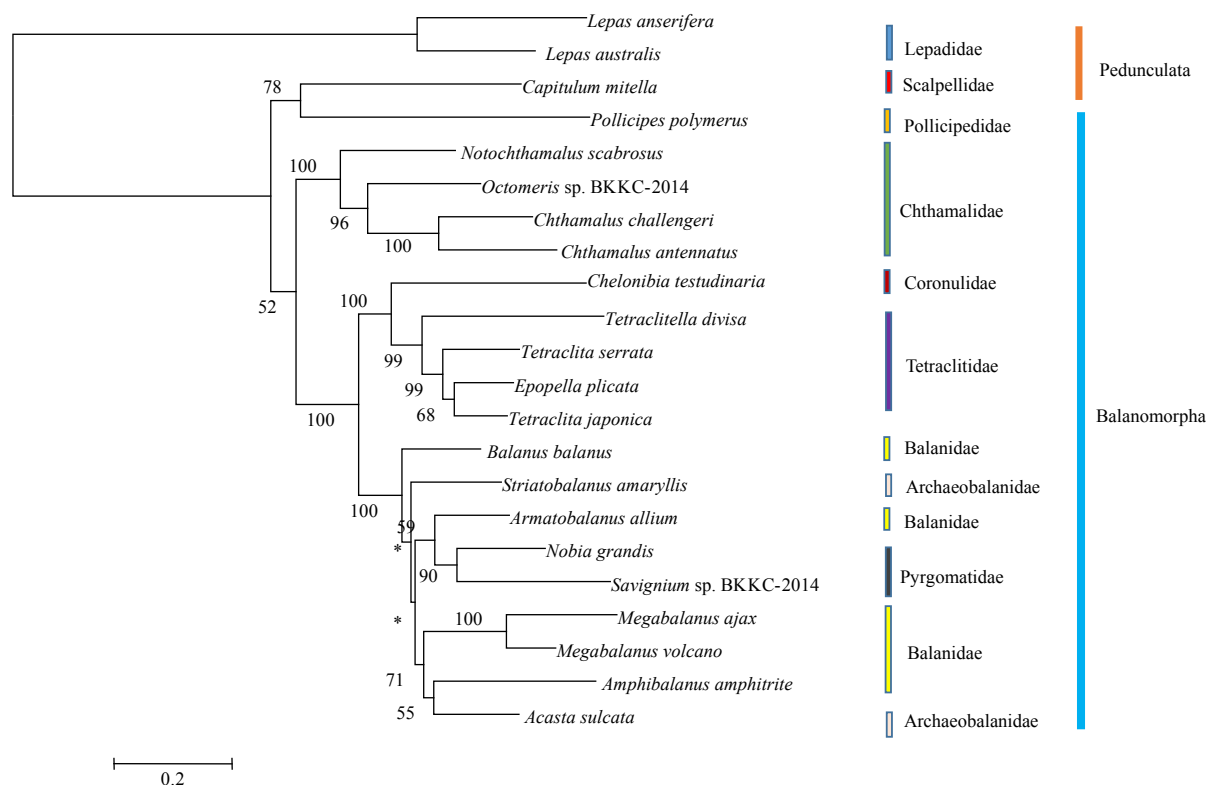 Lepas anserifera
Lepas australis
Lepadidae
Pedunculata
78
Capitulum mitella
Scalpellidae
Pollicipes polymerus
Pollicipedidae
100
Notochthamalus scabrosus
Octomeris sp. BKKC-2014
96
Chthamalus challengeri
Chthamalidae
100
Chthamalus antennatus
52
100
Chelonibia testudinaria
Coronulidae
Tetraclitella divisa
99
Tetraclita serrata
Tetraclitidae
99
Epopella plicata
100
68
Tetraclita japonica
Balanomorpha
Balanus balanus
Balanidae
100
Striatobalanus amaryllis
Archaeobalanidae
59
Armatobalanus allium
Balanidae
*
Nobia grandis
90
Savignium sp. BKKC-2014
Pyrgomatidae
*
100
Megabalanus ajax
Megabalanus volcano
Balanidae
71
Amphibalanus amphitrite
55
Acasta sulcata
Archaeobalanidae
0.2